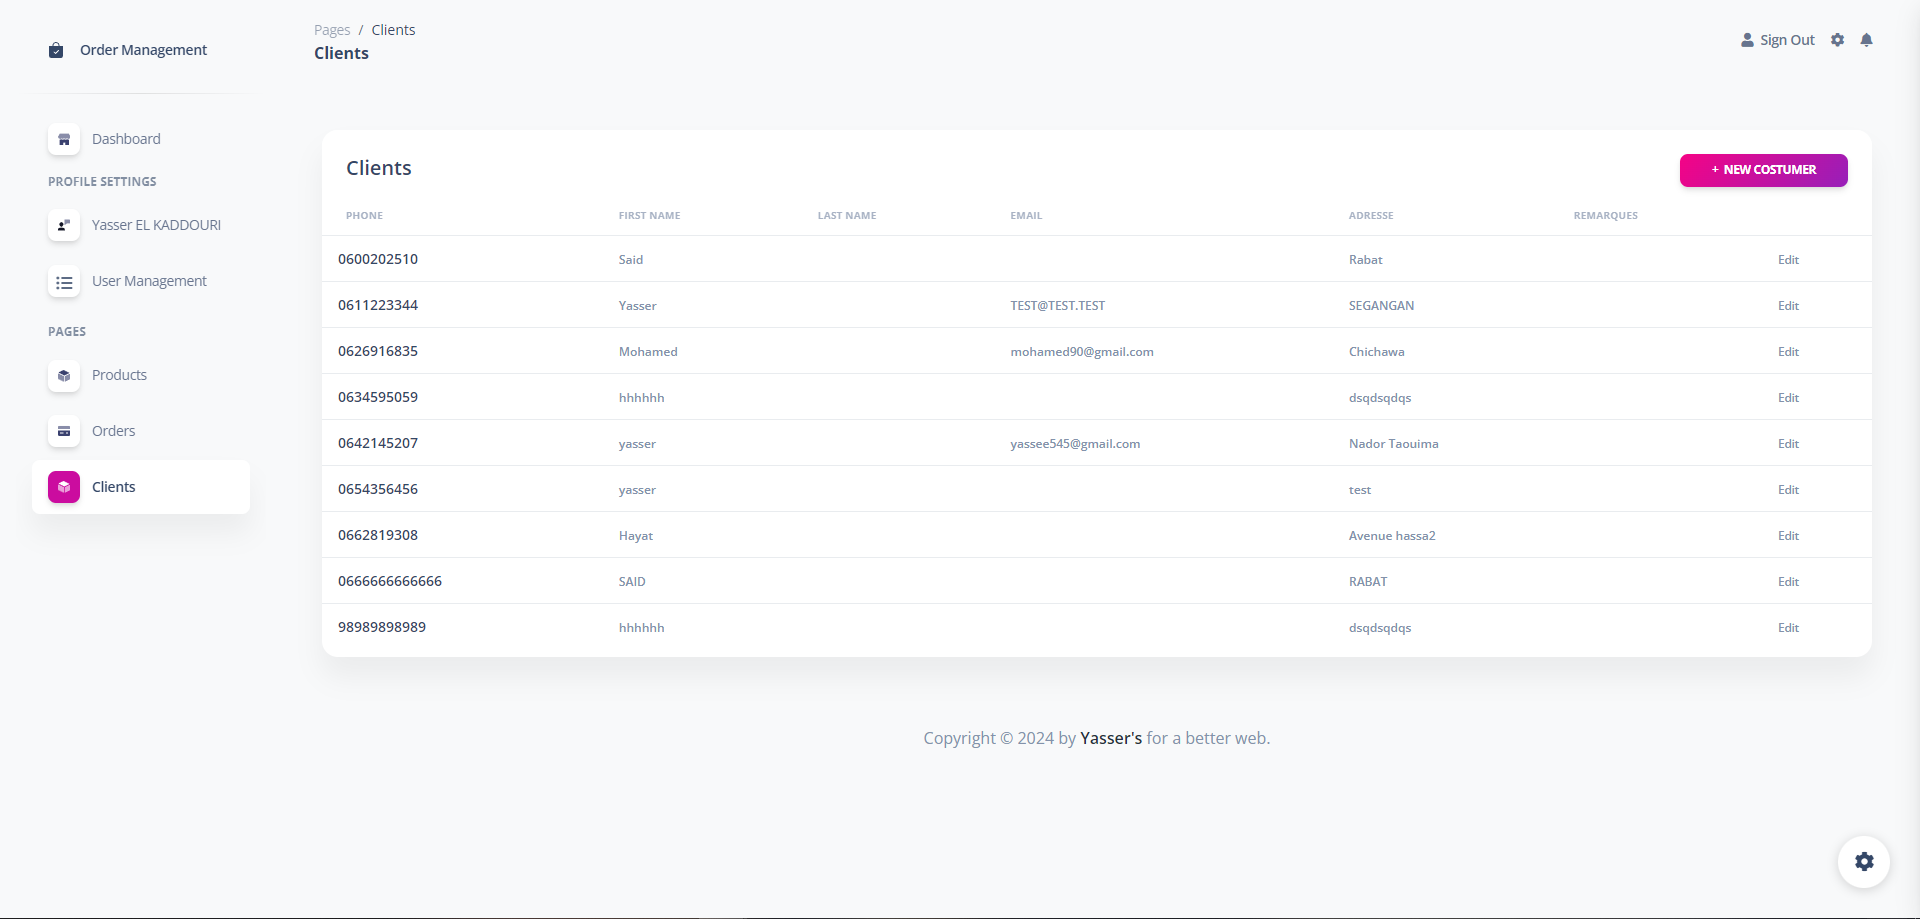 Order Management
Dashboard
PROFILE SETTINGS
Yasser EL KADDOURI
User Management
PAGES
Products
Orders
Clients
Pages / Clients
Clients
Sign Out
Clients
+ NEW COSTUMER
PHONE FIRST NAME LAST NAME EMAIL ADRESSE REMARQUES
0600202510 Said Rabat Edit
0611223344 Yasser TEST@TEST.TEST SEGANGAN Edit
0626916835 Mohamed mohamed90@gmail.com Chichawa Edit
0634595059 hhhhhh dsqdsqdqs Edit
0642145207 yasser yassee545@gmail.com Nador Taouima Edit
0654356456 yasser test Edit
0662819308 Hayat Avenue hassa2 Edit
0666666666666 SAID RABAT Edit
98989898989 hhhhhh dsqdsqdqs Edit
Copyright © 2024 by Yasser's for a better web.